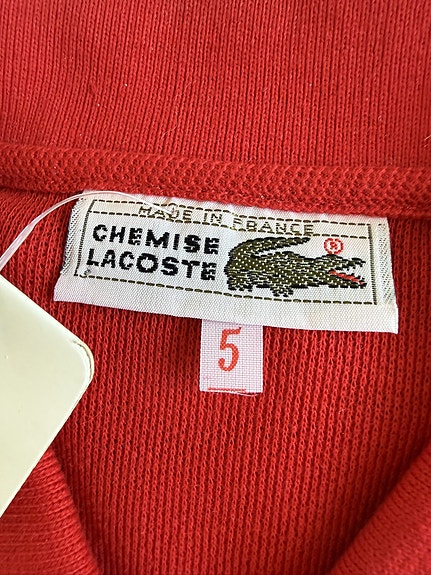 MADE IN FRANCE
CHEMISE
LACOSTE
®
5